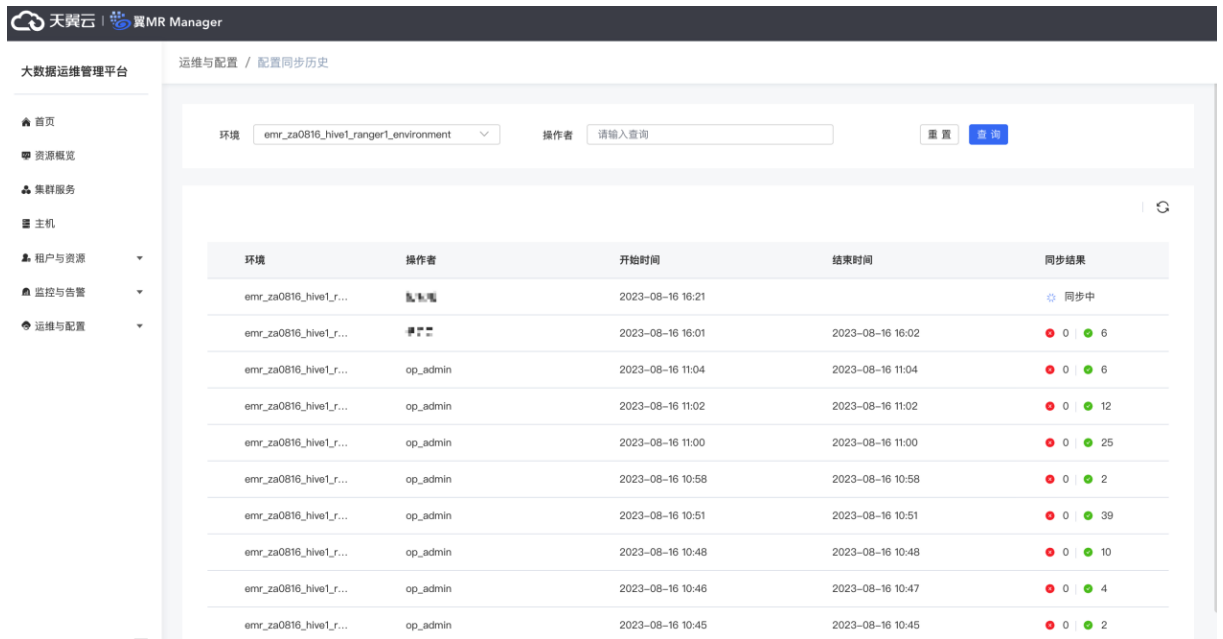 天翼云 翼MR Manager
大数据运维管理平台
首页
资源概览
集群服务
主机
租户与资源
监控与告警
运维与配置
运维与配置 / 配置同步历史
环境 emr_za0816_hive1_ranger1_environment 操作者 请输入查询 重置 查询
环境 操作者 开始时间 结束时间 同步结果
emr_za0816_hive1_r... 2023-08-16 16:21 同步中
emr_za0816_hive1_r... 2023-08-16 16:01 2023-08-16 16:02 0 6
emr_za0816_hive1_r... op_admin 2023-08-16 11:04 2023-08-16 11:04 0 6
emr_za0816_hive1_r... op_admin 2023-08-16 11:02 2023-08-16 11:02 0 12
emr_za0816_hive1_r... op_admin 2023-08-16 11:00 2023-08-16 11:00 0 25
emr_za0816_hive1_r... op_admin 2023-08-16 10:58 2023-08-16 10:58 0 2
emr_za0816_hive1_r... op_admin 2023-08-16 10:51 2023-08-16 10:51 0 39
emr_za0816_hive1_r... op_admin 2023-08-16 10:48 2023-08-16 10:48 0 10
emr_za0816_hive1_r... op_admin 2023-08-16 10:46 2023-08-16 10:47 0 4
emr_za0816_hive1_r... op_admin 2023-08-16 10:45 2023-08-16 10:45 0 2